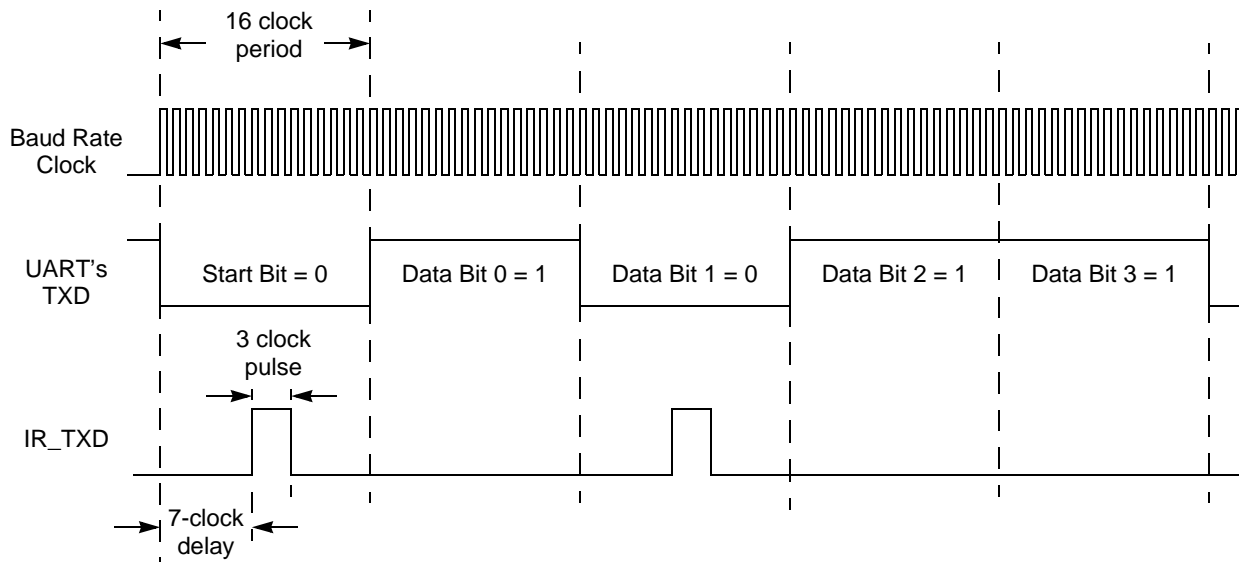 16 clock
period
Baud Rate
Clock
UART's
TXD
Start Bit = 0
Data Bit 0 = 1
Data Bit 1 = 0
Data Bit 2 = 1
Data Bit 3 = 1
3 clock
pulse
IR_TXD
7-clock
delay